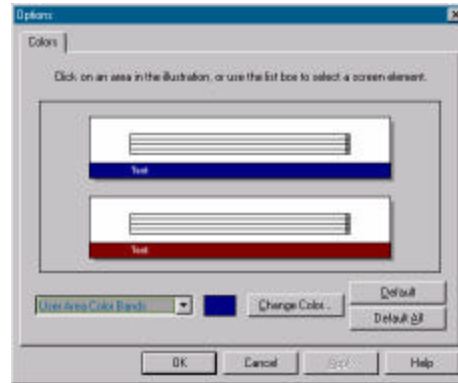 Options
Colors
Click on an area in the illustration, or use the list box to select a screen element.
Text
Text
User Area Color Bands
Change Color...
Default
Default All
OK
Cancel
Apply
Help